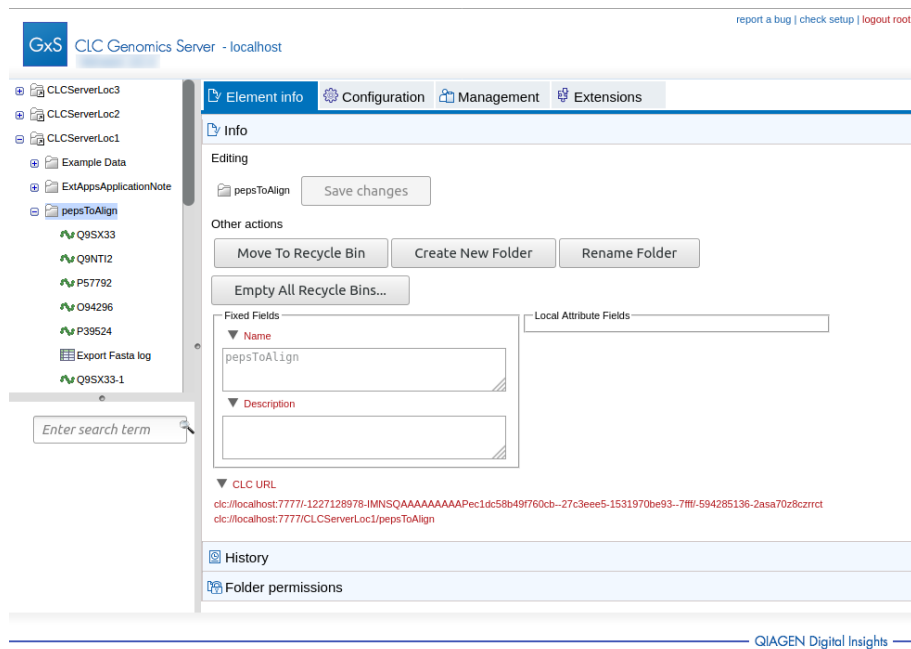 report a bug | check setup | logout root
GxS CLC Genomics Server - localhost
CLCServerLoc3
CLCServerLoc2
CLCServerLoc1
Example Data
ExtAppsApplicationNote
pepsToAlign
Q9SX33
Q9NTI2
P57792
O94296
P39524
Export Fasta log
Q9SX33-1
Enter search term
Element info Configuration Management Extensions
Info
Editing
pepsToAlign Save changes
Other actions
Move To Recycle Bin Create New Folder Rename Folder
Empty All Recycle Bins...
Fixed Fields Local Attribute Fields
Name
pepsToAlign
Description
CLC URL
clc://localhost:7777/-1227128978-IMNSQAAAAAAAAAPec1dc58b49f760cb--27c3eee5-1531970be93--7fff/-594285136-2asa70z8czrrct
clc://localhost:7777/CLCServerLoc1/pepsToAlign
History
Folder permissions
QIAGEN Digital Insights